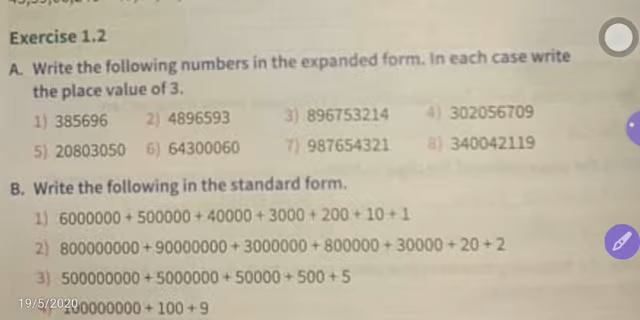 Exercise 1.2
A. Write the following numbers in the expanded form. In each case write
the place value of 3.
1) 385696 2) 4896593 3) 896753214 4) 302056709
5) 20803050 6) 64300060 7) 987654321 8) 340042119
B. Write the following in the standard form.
1) 6000000 + 500000 + 40000 + 3000 + 200 + 10 + 1
2) 800000000 + 90000000 + 3000000 + 800000 + 30000 + 20 + 2
3) 500000000 + 5000000 + 50000 + 500 + 5
4) 100000000 + 100 + 9
19/5/2020